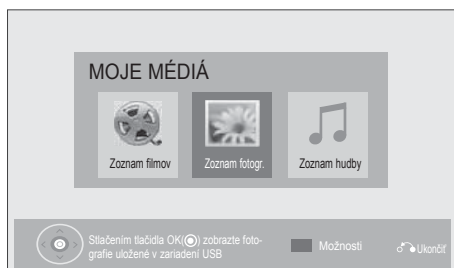 MOJE MÉDIÁ
Zoznam filmov
Zoznam fotogr.
Zoznam hudby
Stlačením tlačidla OK(◉) zobrazte foto-
grafie uložené v zariadení USB
Možnosti
Ukončiť